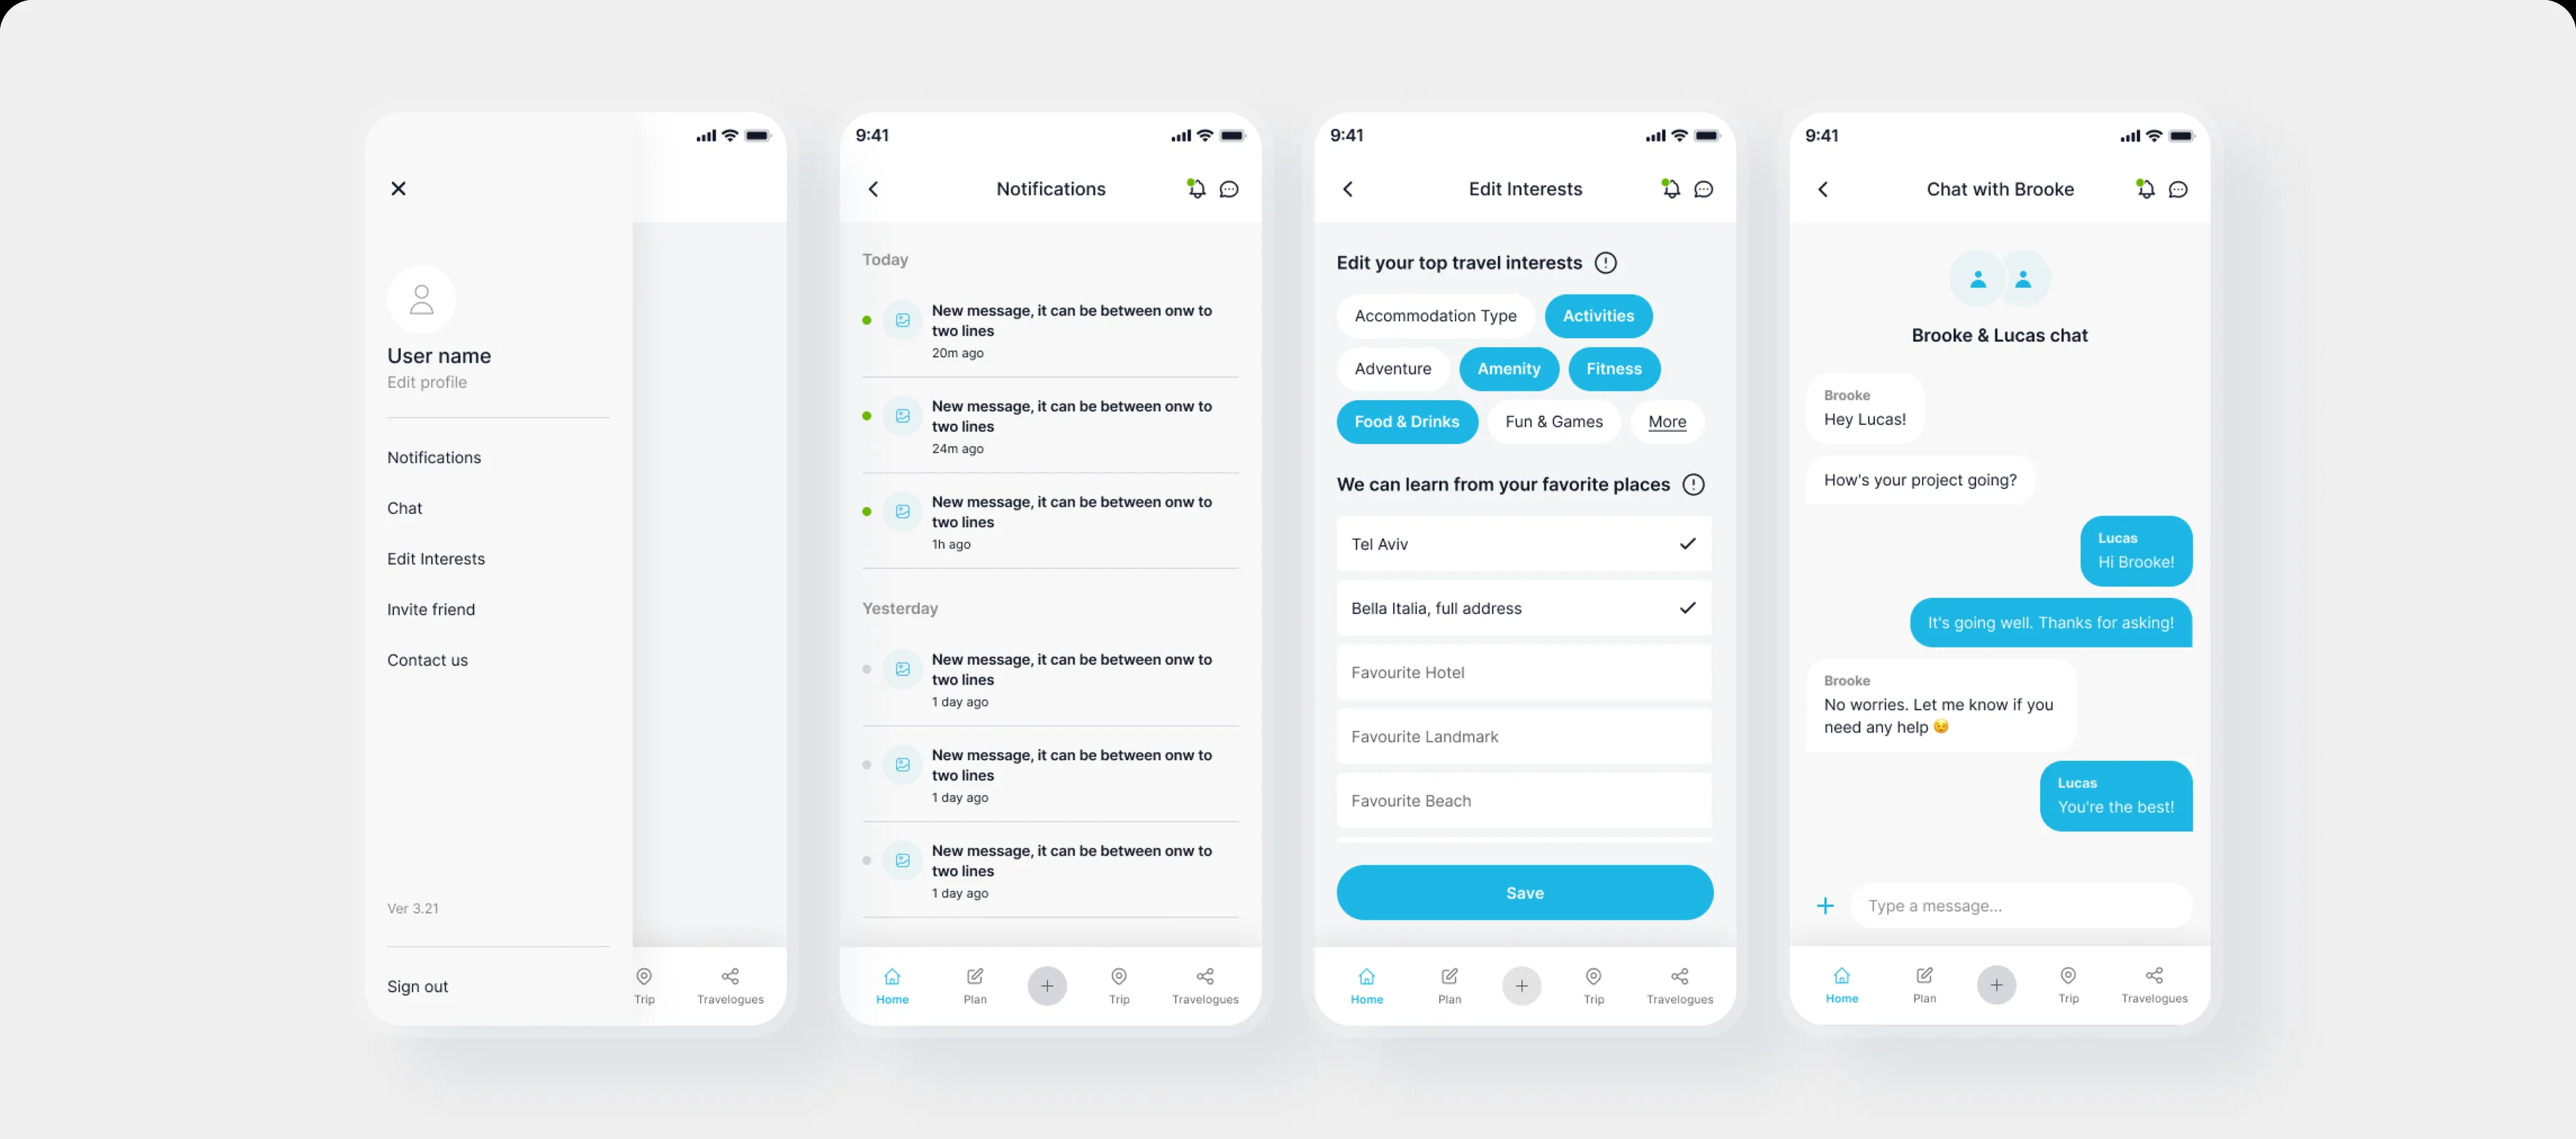 User name
Edit profile
Notifications
Chat
Edit Interests
Invite friend
Contact us
Ver 3.21
Sign out
Trip
Travelogues
9:41
Notifications
Today
New message, it can be between onw to
two lines
20m ago
New message, it can be between onw to
two lines
24m ago
New message, it can be between onw to
two lines
1h ago
Yesterday
New message, it can be between onw to
two lines
1 day ago
New message, it can be between onw to
two lines
1 day ago
New message, it can be between onw to
two lines
1 day ago
Home
Plan
Trip
Travelogues
9:41
Edit Interests
Edit your top travel interests
Accommodation Type
Activities
Adventure
Amenity
Fitness
Food & Drinks
Fun & Games
More
We can learn from your favorite places
Tel Aviv
Bella Italia, full address
Favourite Hotel
Favourite Landmark
Favourite Beach
Save
Home
Plan
Trip
Travelogues
9:41
Chat with Brooke
Brooke & Lucas chat
Brooke
Hey Lucas!
How's your project going?
Lucas
Hi Brooke!
It's going well. Thanks for asking!
Brooke
No worries. Let me know if you
need any help 😉
Lucas
You're the best!
Type a message...
Home
Plan
Trip
Travelogues